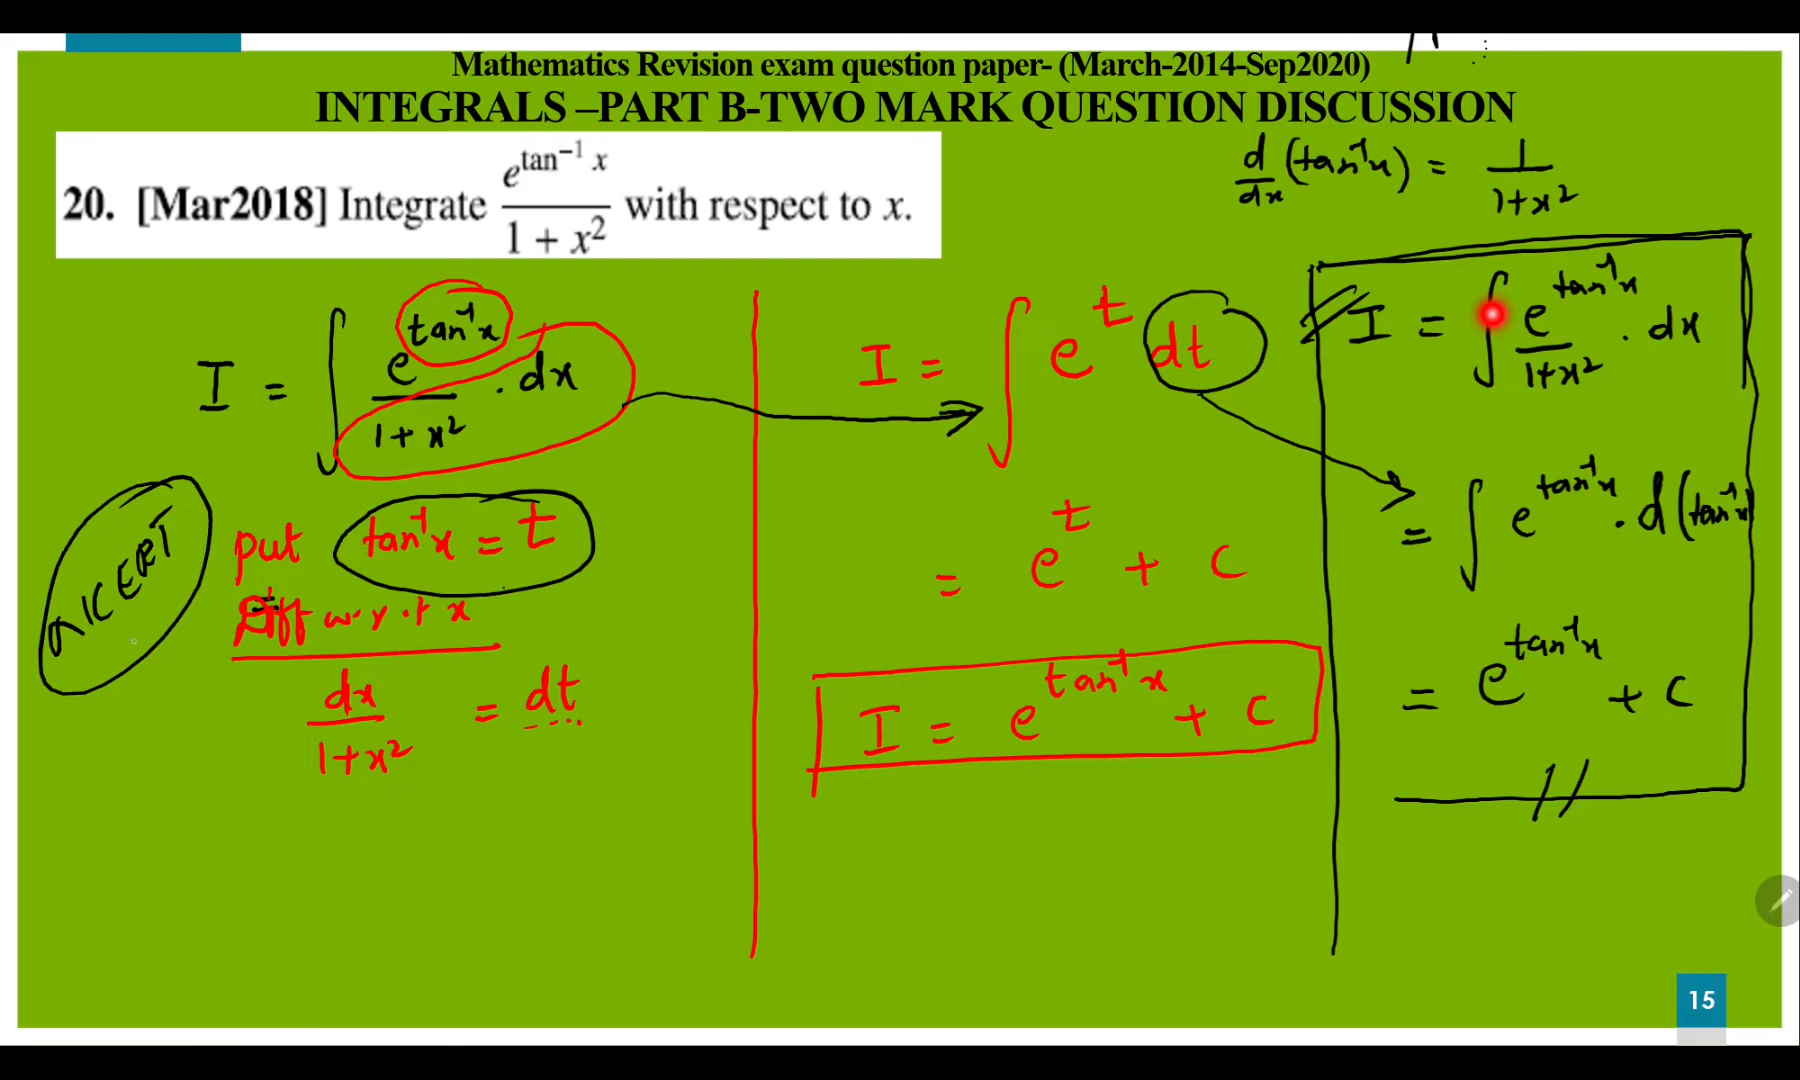 Mathematics Revision exam question paper- (March-2014-Sep2020)
INTEGRALS –PART B-TWO MARK QUESTION DISCUSSION
20. [Mar2018] Integrate e^{tan⁻¹ x} / (1 + x²) with respect to x.
d/dx (tan⁻¹x) = 1/(1+x²)
I = ∫ e^{tan⁻¹x} / (1+x²) . dx
NCERT
put tan⁻¹x = t
Diff w.r.t x
dx/(1+x²) = dt
I = ∫ e^t dt
= e^t + c
I = e^{tan⁻¹x} + c
I = ∫ e^{tan⁻¹x} / (1+x²) . dx
= ∫ e^{tan⁻¹x} . d(tan⁻¹x)
= e^{tan⁻¹x} + c
15